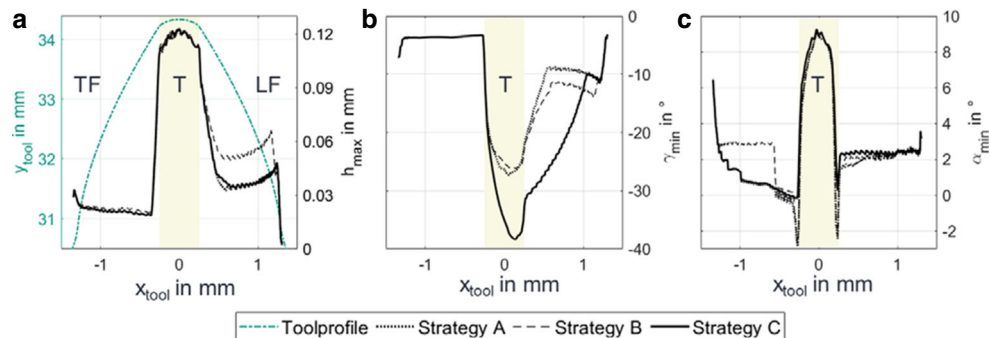 a
34
33
32
31
y_tool in mm
TF
T
LF
0.12
0.09
0.06
0.03
0
h_max in mm
-1
0
1
x_tool in mm
b
T
0
-10
-20
-30
-40
γ_min in °
-1
0
1
x_tool in mm
c
T
10
8
6
4
2
0
-2
α_min in °
-1
0
1
x_tool in mm
Toolprofile
Strategy A
Strategy B
Strategy C